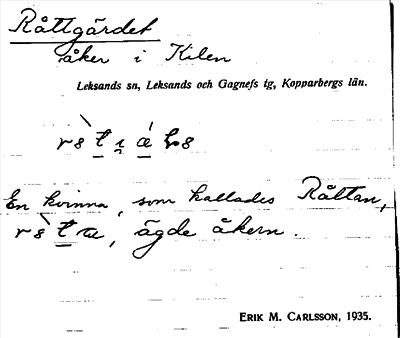 Råttgärdet
åker i Kilen
Leksands sn, Leksands och Gagnefs tg, Kopparbergs län.
En kvinna, som kallades Råttan,
ägde åkern.
ERIK M. CARLSSON, 1935.